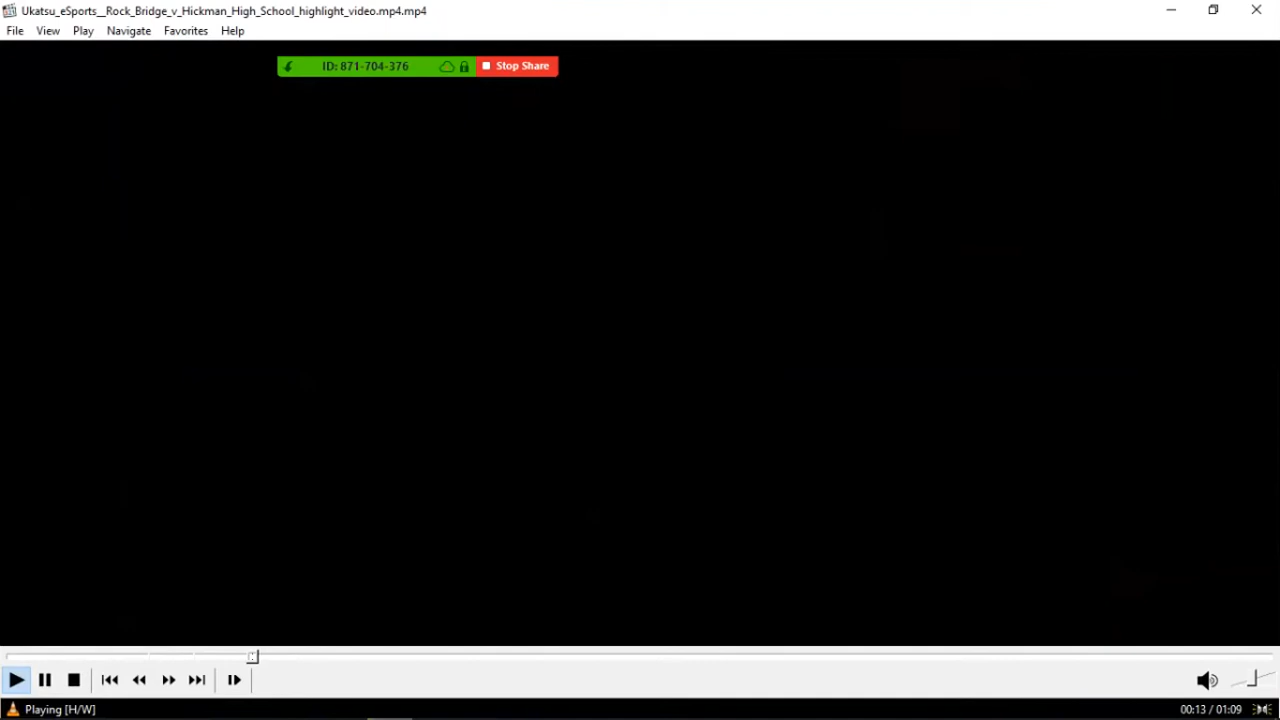 Ukatsu_eSports__Rock_Bridge_v_Hickman_High_School_highlight_video.mp4.mp4
File View Play Navigate Favorites Help
ID: 871-704-376 Stop Share
Playing [H/W] 00:13 / 01:09